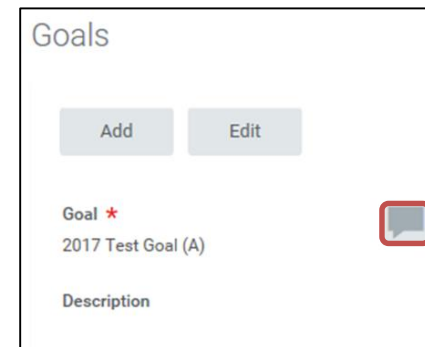 Goals
Add Edit
Goal *
2017 Test Goal (A)
Description